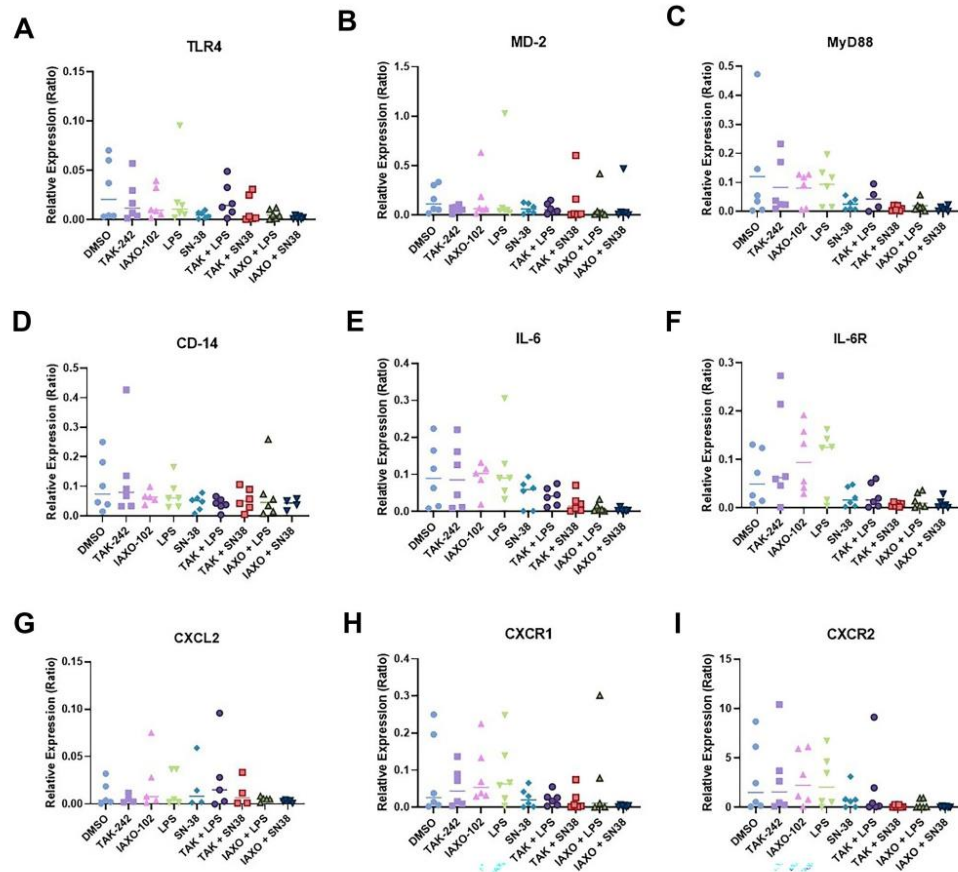 A
TLR4
Relative Expression (Ratio)
0.15
0.10
0.05
0.00
DMSO
TAK-242
IAXO-102
LPS
SN-38
TAK + LPS
TAK + SN38
IAXO + LPS
IAXO + SN38
B
MD-2
Relative Expression (Ratio)
1.5
1.0
0.5
0.0
DMSO
TAK-242
IAXO-102
LPS
SN-38
TAK + LPS
TAK + SN38
IAXO + LPS
IAXO + SN38
C
MyD88
Relative Expression (Ratio)
0.5
0.4
0.3
0.2
0.1
0.0
DMSO
TAK-242
IAXO-102
LPS
SN-38
TAK + LPS
TAK + SN38
IAXO + LPS
IAXO + SN38
D
CD-14
Relative Expression (Ratio)
0.5
0.4
0.3
0.2
0.1
0.0
DMSO
TAK-242
IAXO-102
LPS
SN-38
TAK + LPS
TAK + SN38
IAXO + LPS
IAXO + SN38
E
IL-6
Relative Expression (Ratio)
0.4
0.3
0.2
0.1
0.0
DMSO
TAK-242
IAXO-102
LPS
SN-38
TAK + LPS
TAK + SN38
IAXO + LPS
IAXO + SN38
F
IL-6R
Relative Expression (Ratio)
0.3
0.2
0.1
0.0
DMSO
TAK-242
IAXO-102
LPS
SN-38
TAK + LPS
TAK + SN38
IAXO + LPS
IAXO + SN38
G
CXCL2
Relative Expression (Ratio)
0.15
0.10
0.05
0.00
DMSO
TAK-242
IAXO-102
LPS
SN-38
TAK + LPS
TAK + SN38
IAXO + LPS
IAXO + SN38
H
CXCR1
Relative Expression (Ratio)
0.4
0.3
0.2
0.1
0.0
DMSO
TAK-242
IAXO-102
LPS
SN-38
TAK + LPS
TAK + SN38
IAXO + LPS
IAXO + SN38
I
CXCR2
Relative Expression (Ratio)
15
10
5
0
DMSO
TAK-242
IAXO-102
LPS
SN-38
TAK + LPS
TAK + SN38
IAXO + LPS
IAXO + SN38